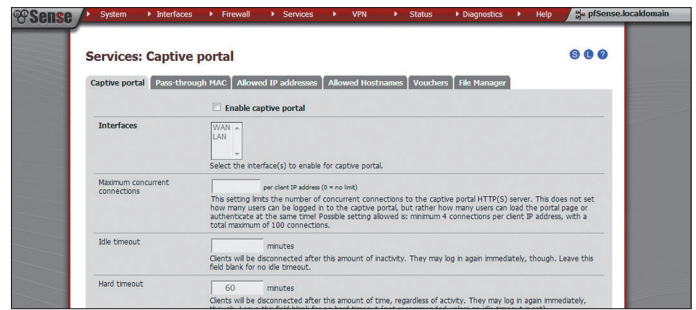 Sense
System
Interfaces
Firewall
Services
VPN
Status
Diagnostics
Help
pfSense.localdomain
Services: Captive portal
Captive portal
Pass-through MAC
Allowed IP addresses
Allowed Hostnames
Vouchers
File Manager
Enable captive portal
Interfaces
WAN
LAN
Select the interface(s) to enable for captive portal.
Maximum concurrent
connections
per client IP address (0 = no limit)
This setting limits the number of concurrent connections to the captive portal HTTP(S) server. This does not set
how many users can be logged in to the captive portal, but rather how many users can load the portal page or
authenticate at the same time! Possible setting allowed is: minimum 4 connections per client IP address, with a
total maximum of 100 connections.
Idle timeout
minutes
Clients will be disconnected after this amount of inactivity. They may log in again immediately, though. Leave this
field blank for no idle timeout.
Hard timeout
60 minutes
Clients will be disconnected after this amount of time, regardless of activity. They may log in again immediately,